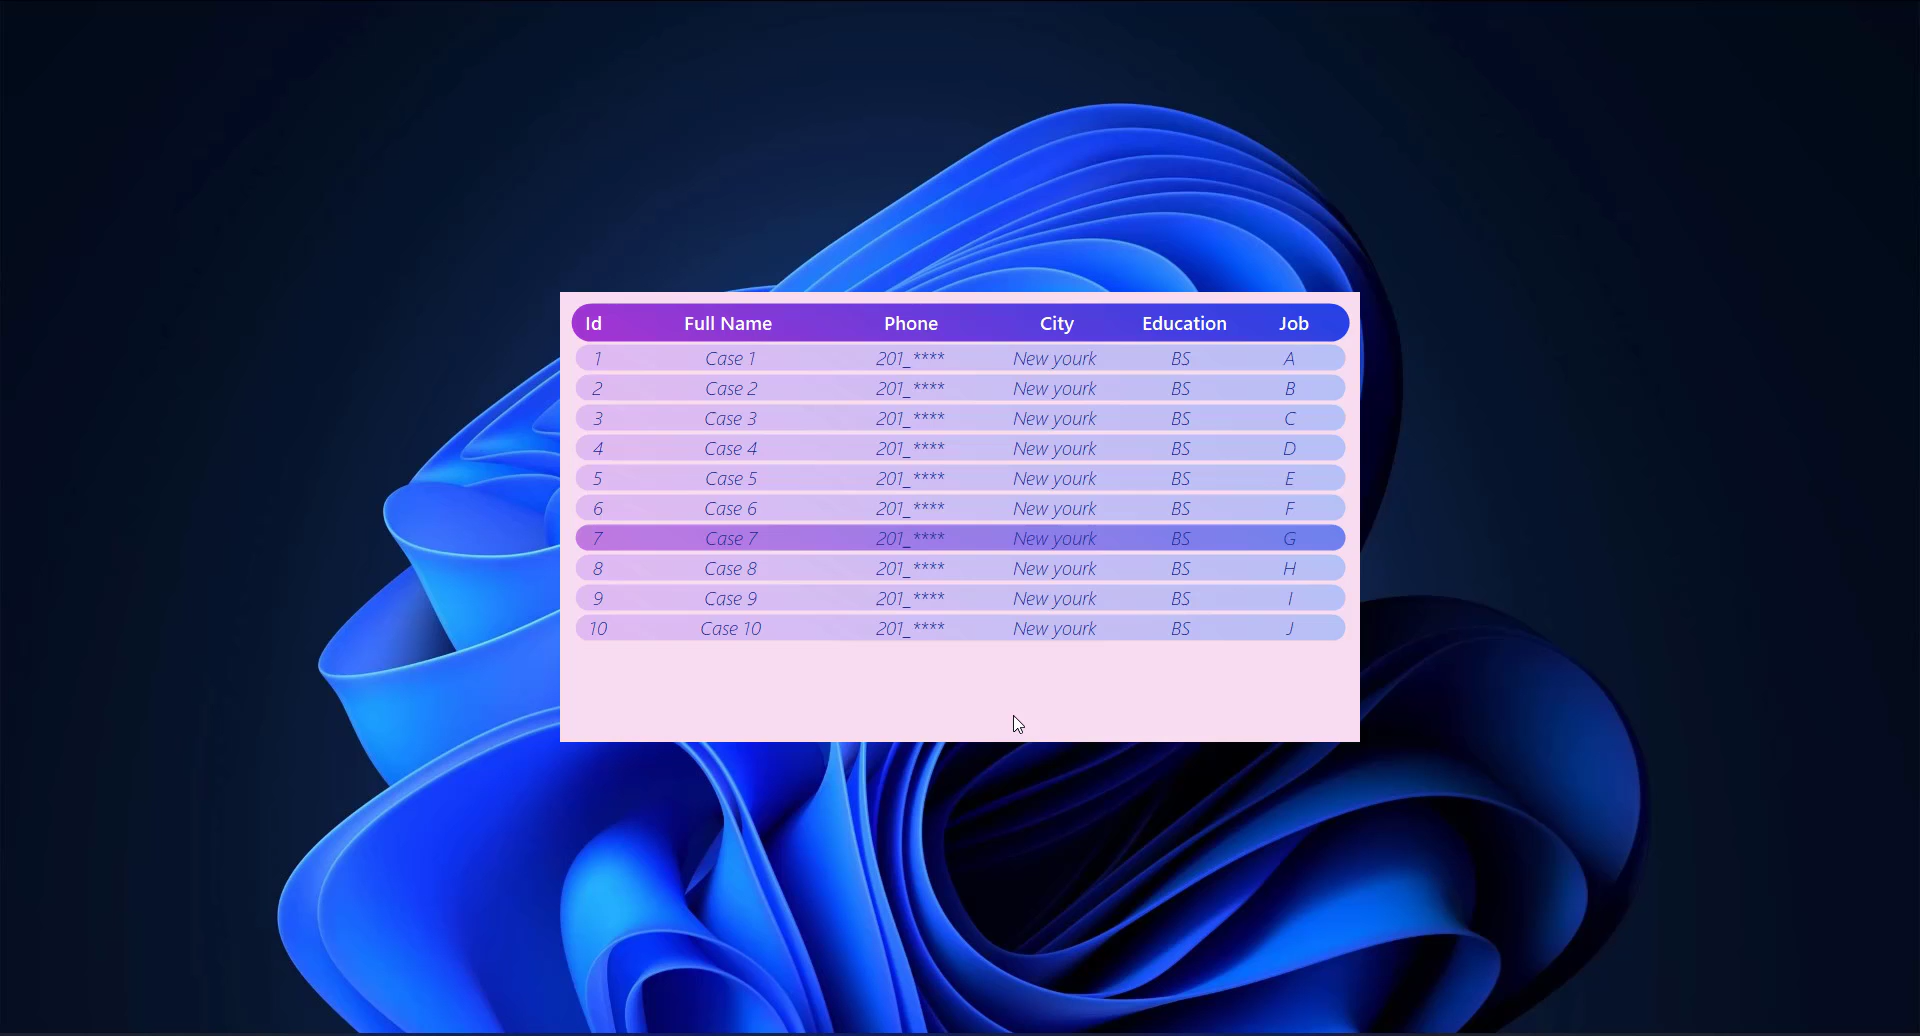 Id Full Name Phone City Education Job
1 Case 1 201_**** New yourk BS A
2 Case 2 201_**** New yourk BS B
3 Case 3 201_**** New yourk BS C
4 Case 4 201_**** New yourk BS D
5 Case 5 201_**** New yourk BS E
6 Case 6 201_**** New yourk BS F
7 Case 7 201_**** New yourk BS G
8 Case 8 201_**** New yourk BS H
9 Case 9 201_**** New yourk BS I
10 Case 10 201_**** New yourk BS J